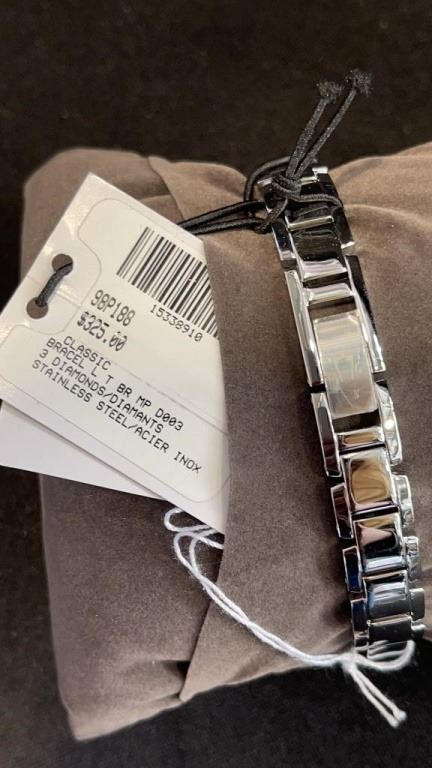 15338910
98P188
$325.00
CLASSIC
BRACEL L T BR MP D003
3 DIAMONDS/DIAMANTS
STAINLESS STEEL/ACIER INOX